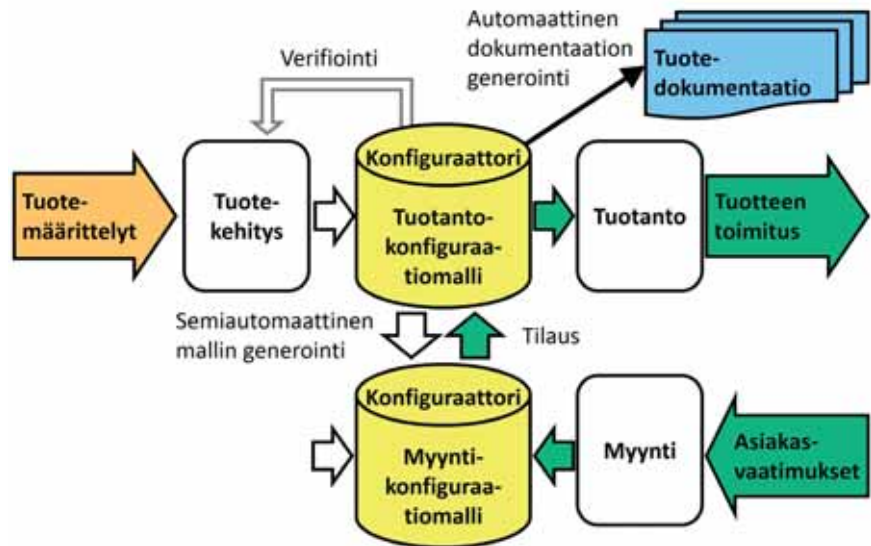 Verifiointi
Automaattinen
dokumentaation
generointi
Tuote-
dokumentaatio
Tuote-
määrittelyt
Tuote-
kehitys
Konfiguraattori
Tuotanto-
konfiguraa-
tiomalli
Tuotanto
Tuotteen
toimitus
Semiautomaattinen
mallin generointi
Tilaus
Konfiguraattori
Myynti-
konfiguraa-
tiomalli
Myynti
Asiakas-
vaatimukset